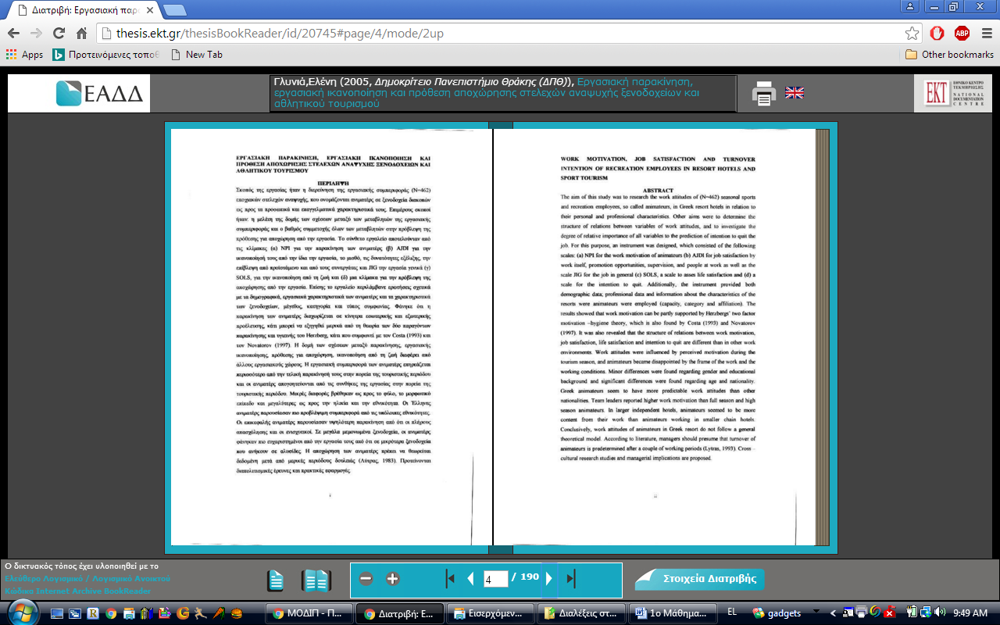 Διατριβή: Εργασιακή παρ
thesis.ekt.gr/thesisBookReader/id/20745#page/4/mode/2up
ABP
Apps
Προτεινόμενες τοποθ
New Tab
Other bookmarks
ΕΑΔΔ
Γλυνιά,Ελένη (2005, Δημοκρίτειο Πανεπιστήμιο Θράκης (ΔΠΘ)), Εργασιακή παρακίνηση,
εργασιακή ικανοποίηση και πρόθεση αποχώρησης στελεχών αναψυχής ξενοδοχείων και
αθλητικού τουρισμού
EKT
ΕΘΝΙΚΟ ΚΕΝΤΡΟ
ΤΕΚΜΗΡΙΩΣΗΣ
NATIONAL
DOCUMENTATION
CENTRE
ΕΡΓΑΣΙΑΚΗ ΠΑΡΑΚΙΝΗΣΗ, ΕΡΓΑΣΙΑΚΗ ΙΚΑΝΟΠΟΙΗΣΗ ΚΑΙ
ΠΡΟΘΕΣΗ ΑΠΟΧΩΡΗΣΗΣ ΣΤΕΛΕΧΩΝ ΑΝΑΨΥΧΗΣ ΞΕΝΟΔΟΧΕΙΩΝ ΚΑΙ
ΑΘΛΗΤΙΚΟΥ ΤΟΥΡΙΣΜΟΥ
ΠΕΡΙΛΗΨΗ
Σκοπός της εργασίας ήταν η διερεύνηση της εργασιακής συμπεριφοράς (N=462)
εποχιακών στελεχών αναψυχής, που ονομάζονται ανιματέρς σε ξενοδοχεία διακοπών
ως προς τα προσωπικά και επαγγελματικά χαρακτηριστικά τους. Επιμέρους σκοποί
ήταν: η μελέτη της δομής των σχέσεων μεταξύ των μεταβλητών της εργασιακής
συμπεριφοράς και ο βαθμός συμμετοχής όλων των μεταβλητών στην πρόβλεψη της
πρόθεσης για αποχώρηση από την εργασία. Το σύνθετο εργαλείο αποτελούνταν από
τις κλίμακες (α) NPI για την παρακίνηση των ανιματέρς (β) AJDI για την
ικανοποίησή τους από την ίδια την εργασία, το μισθό, τις δυνατότητες εξέλιξης, την
επίβλεψη από προϊστάμενο και από τους συνεργάτες και JIG την εργασία γενικά (γ)
SOLS, για την ικανοποίηση από τη ζωή και (δ) μια κλίμακα για την πρόβλεψη της
αποχώρησης από την εργασία. Επίσης το εργαλείο περιλάμβανε ερωτήσεις σχετικά
με τα δημογραφικά, εργασιακά χαρακτηριστικά των ανιματέρς και τα χαρακτηριστικά
των ξενοδοχείων, μέγεθος, κατηγορία και τύπος συμφωνίας. Φάνηκε ότι η
παρακίνηση των ανιματέρς διαχωρίζεται σε κίνητρα εσωτερικής και εξωτερικής
προέλευσης, κάτι μπορεί να εξηγηθεί μερικά από τη θεωρία των δύο παραγόντων
παρακίνησης και υγιεινής του Herzberg, κάτι που συμφωνεί με τον Costa (1993) και
τον Novatorov (1997). Η δομή των σχέσεων μεταξύ παρακίνησης, εργασιακής
ικανοποίησης, πρόθεσης για αποχώρηση, ικανοποίηση από τη ζωή διαφέρει από
άλλους εργασιακούς χώρους. Η εργασιακή συμπεριφορά των ανιματέρς επηρεάζεται
περισσότερο από την τελική παρακίνησή τους στην πορεία της τουριστικής περιόδου
και οι ανιματέρς απογοητεύονται από τις συνθήκες της εργασίας στην πορεία της
τουριστικής περιόδου. Μικρές διαφορές βρέθηκαν ως προς το φύλο, το μορφωτικό
επίπεδο και μεγαλύτερες ως προς την ηλικία και την εθνικότητα. Οι Έλληνες
ανιματέρς παρουσίασαν πιο προβλέψιμη συμπεριφορά από τις υπόλοιπες εθνικότητες.
Οι επικεφαλής ανιματέρς παρουσίασαν υψηλότερη παρακίνηση από ότι οι πλήρους
απασχόλησης και οι ενισχυτικοί. Σε μεγάλα μεμονωμένα ξενοδοχεία, οι ανιματέρς
φάνηκαν πιο ευχαριστημένοι από την εργασία τους από ότι σε μικρότερα ξενοδοχεία
που ανήκουν σε αλυσίδες. Η αποχώρηση των ανιματέρς πρέπει να θεωρείται
δεδομένη μετά από μερικές περιόδους δουλειάς (Λύτρας, 1983). Προτείνονται
διαπολιτισμικές έρευνες και πρακτικές εφαρμογές.
i
WORK MOTIVATION, JOB SATISFACTION AND TURNOVER
INTENTION OF RECREATION EMPLOYEES IN RESORT HOTELS AND
SPORT TOURISM
ABSTRACT
The aim of this study was to research the work attitudes of (N=462) seasonal sports
and recreation employees, so called animateurs, in Greek resort hotels in relation to
their personal and professional characteristics. Other aims were to determine the
structure of relations between variables of work attitudes, and to investigate the
degree of relative importance of all variables to the prediction of intention to quit the
job. For this purpose, an instrument was designed, which consisted of the following
scales: (a) NPI for the work motivation of animateurs (b) AJDI for job satisfaction by
work itself, promotion opportunities, supervision, and people at work as well as the
scale JIG for the job in general (c) SOLS, a scale to asses life satisfaction and (d) a
scale for the intention to quit. Additionally, the instrument provided both
demographic data; professional data and information about the characteristics of the
resorts were animateurs were employed (capacity, category and affiliation). The
results showed that work motivation can be partly supported by Herzbergs' two factor
motivation –hygiene theory, which is also found by Costa (1993) and Novatorov
(1997). It was also revealed that the structure of relations between work motivation,
job satisfaction, life satisfaction and intention to quit are different than in other work
environments. Work attitudes were influenced by perceived motivation during the
tourism season, and animateurs became disappointed by the frame of the work and the
working conditions. Minor differences were found regarding gender and educational
background and significant differences were found regarding age and nationality.
Greek animateurs seem to have more predictable work attitudes than other
nationalities. Team leaders reported higher work motivation than full season and high
season animateurs. In larger independent hotels, animateurs seemed to be more
content from their work than animateurs working in smaller chain hotels.
Conclusively, work attitudes of animateurs in Greek resort do not follow a general
theoretical model. According to literature, managers should presume that turnover of
animateurs is predetermined after a couple of working periods (Lytras, 1993). Cross –
cultural research studies and managerial implications are proposed.
ii
Ο δικτυακός τόπος έχει υλοποιηθεί με το
Ελεύθερο Λογισμικό / Λογισμικό Ανοικτού
Κώδικα Internet Archive BookReader
4 / 190
Στοιχεία Διατριβής
ΜΟΔΙΠ - Π...
Διατριβή: Ε...
Εισερχόμεν...
Διαλέξεις στ...
1ο Μάθημα...
EL
gadgets
9:49 AM